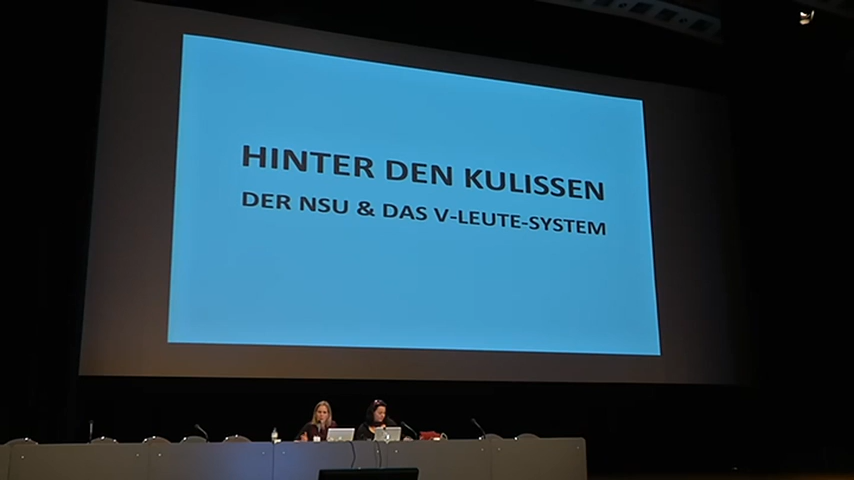 HINTER DEN KULISSEN
DER NSU & DAS V-LEUTE-SYSTEM